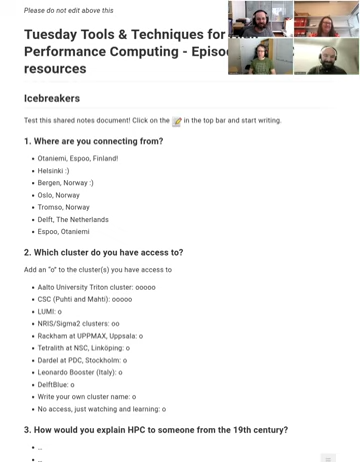 Please do not edit above this
Tuesday Tools & Techniques for
Performance Computing - Episo
resources
Icebreakers
Test this shared notes document! Click on the 📝 in the top bar and start writing.
1. Where are you connecting from?
• Otaniemi, Espoo, Finland!
• Helsinki :)
• Bergen, Norway :)
• Oslo, Norway
• Tromso, Norway
• Delft, The Netherlands
• Espoo, Otaniemi
2. Which cluster do you have access to?
Add an "o" to the cluster(s) you have access to
• Aalto University Triton cluster: ooooo
• CSC (Puhti and Mahti): ooooo
• LUMI: o
• NRIS/Sigma2 clusters: oo
• Rackham at UPPMAX, Uppsala: o
• Tetralith at NSC, Linköping: o
• Dardel at PDC, Stockholm: o
• Leonardo Booster (Italy): o
• DelftBlue: o
• Write your own cluster name: o
• No access, just watching and learning: o
3. How would you explain HPC to someone from the 19th century?
• ...
• ...